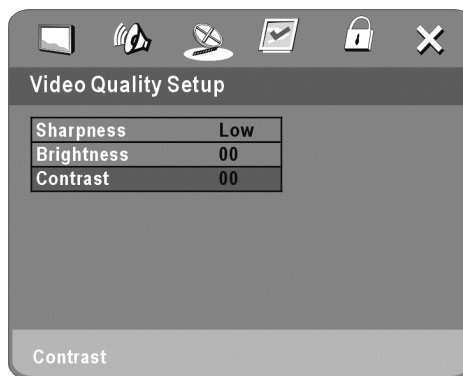 Video Quality Setup
Sharpness Low
Brightness 00
Contrast 00
Contrast